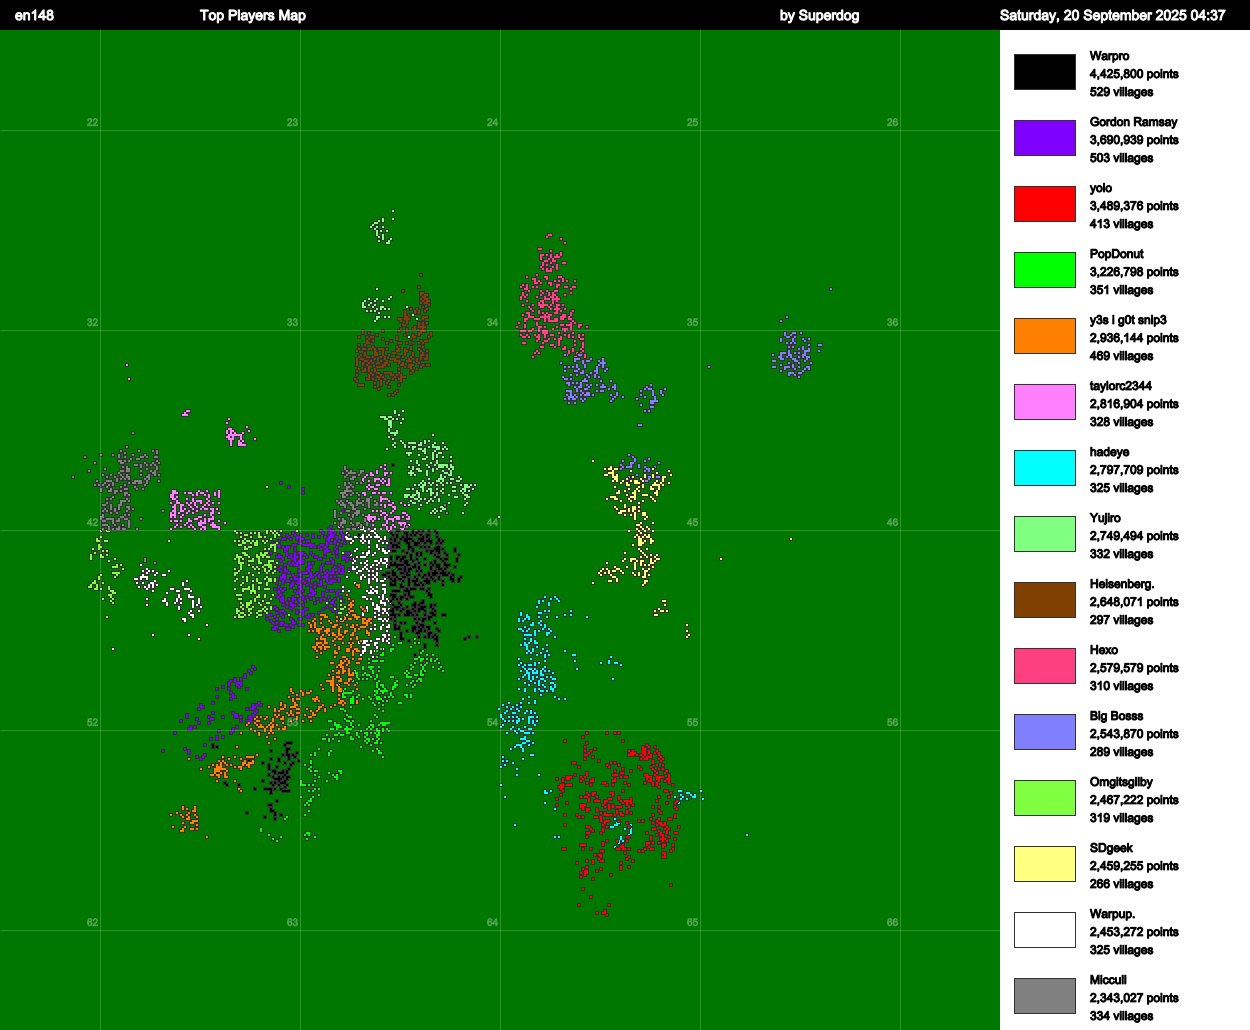 en148 Top Players Map by Superdog Saturday, 20 September 2025 04:37
22 23 24 25 26
32 33 34 35 36
42 43 44 45 46
52 53 54 55 56
62 63 64 65 66
Warpro
4,425,800 points
529 villages
Gordon Ramsay
3,690,939 points
503 villages
yolo
3,489,376 points
413 villages
PopDonut
3,226,798 points
351 villages
y3s i g0t snip3
2,936,144 points
469 villages
taylorc2344
2,816,904 points
328 villages
hadeye
2,797,709 points
325 villages
Yujiro
2,749,494 points
332 villages
Heisenberg.
2,648,071 points
297 villages
Hexo
2,579,579 points
310 villages
Big Bosss
2,543,870 points
289 villages
Omgitsgilby
2,467,222 points
319 villages
SDgeek
2,459,255 points
266 villages
Warpup.
2,453,272 points
325 villages
Miccull
2,343,027 points
334 villages